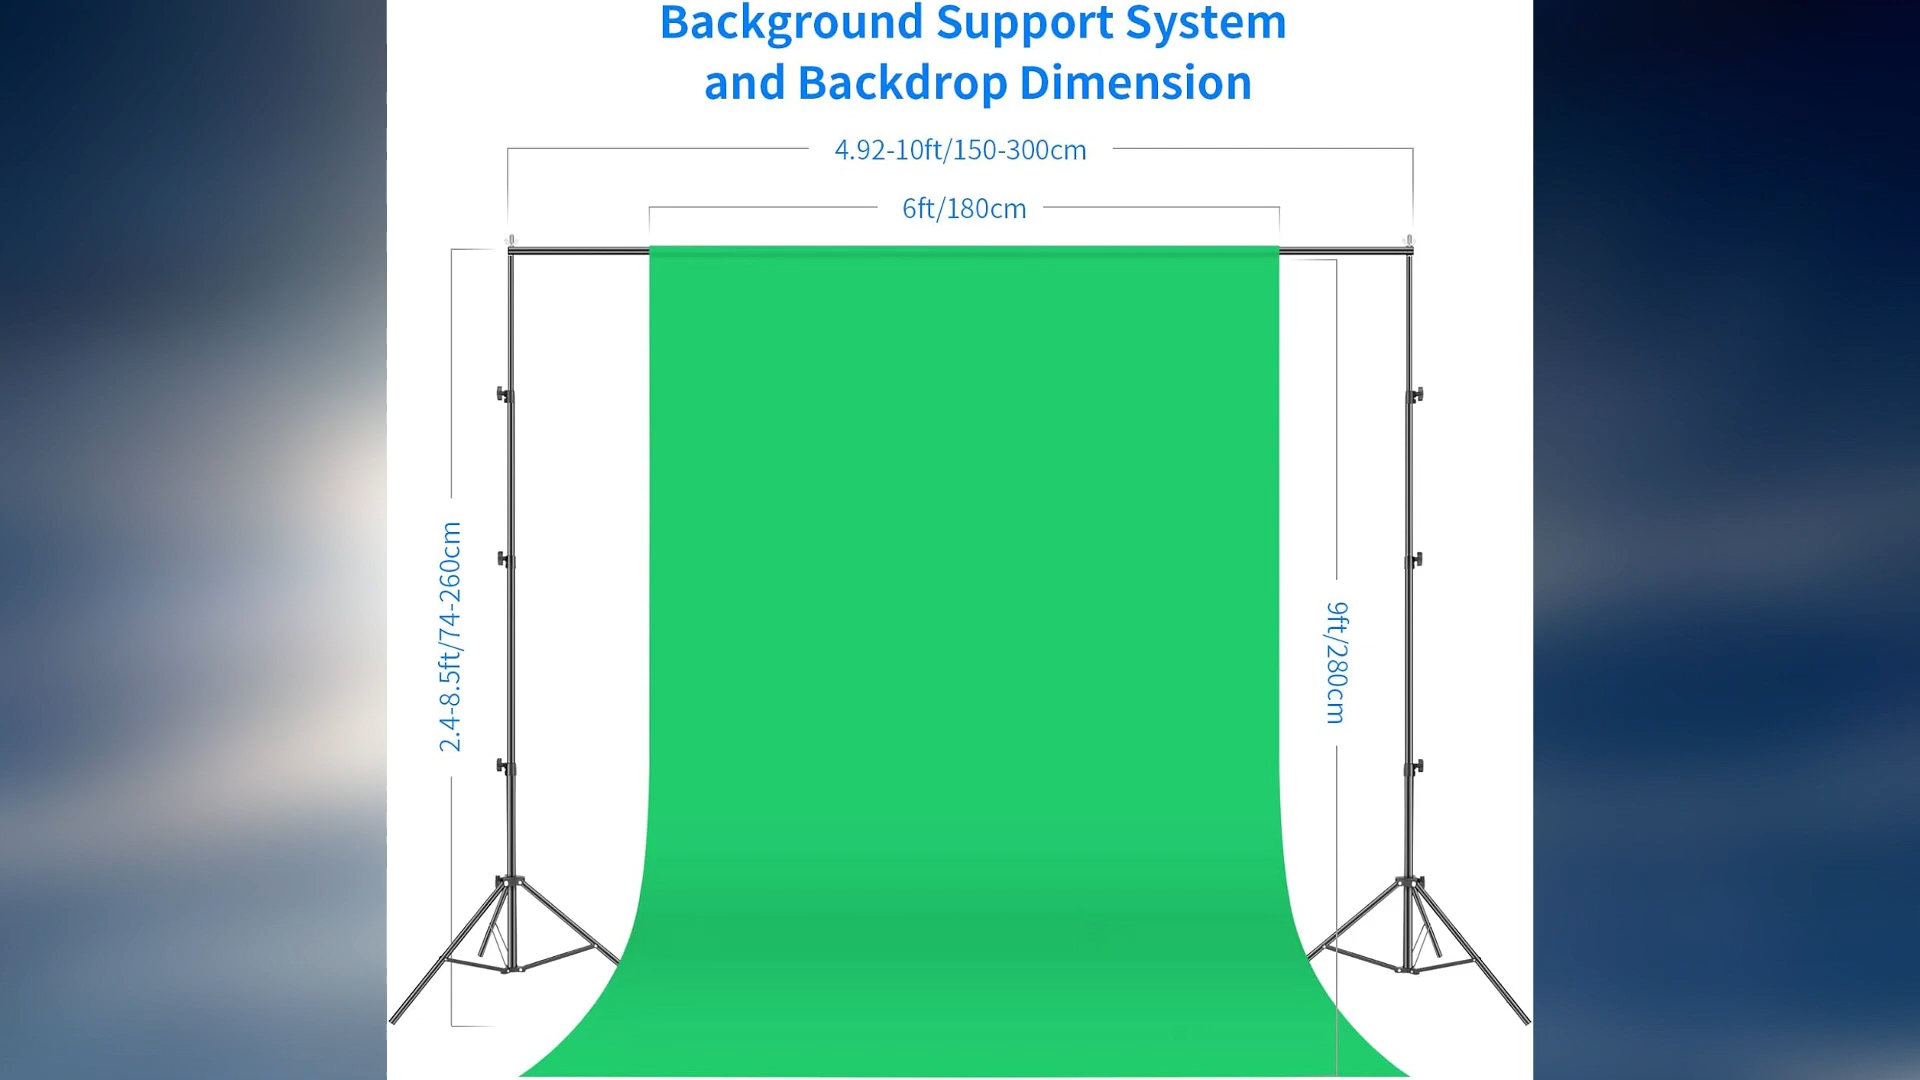 Background Support System
and Backdrop Dimension
4.92-10ft/150-300cm
6ft/180cm
2.4-8.5ft/74-260cm
9ft/280cm